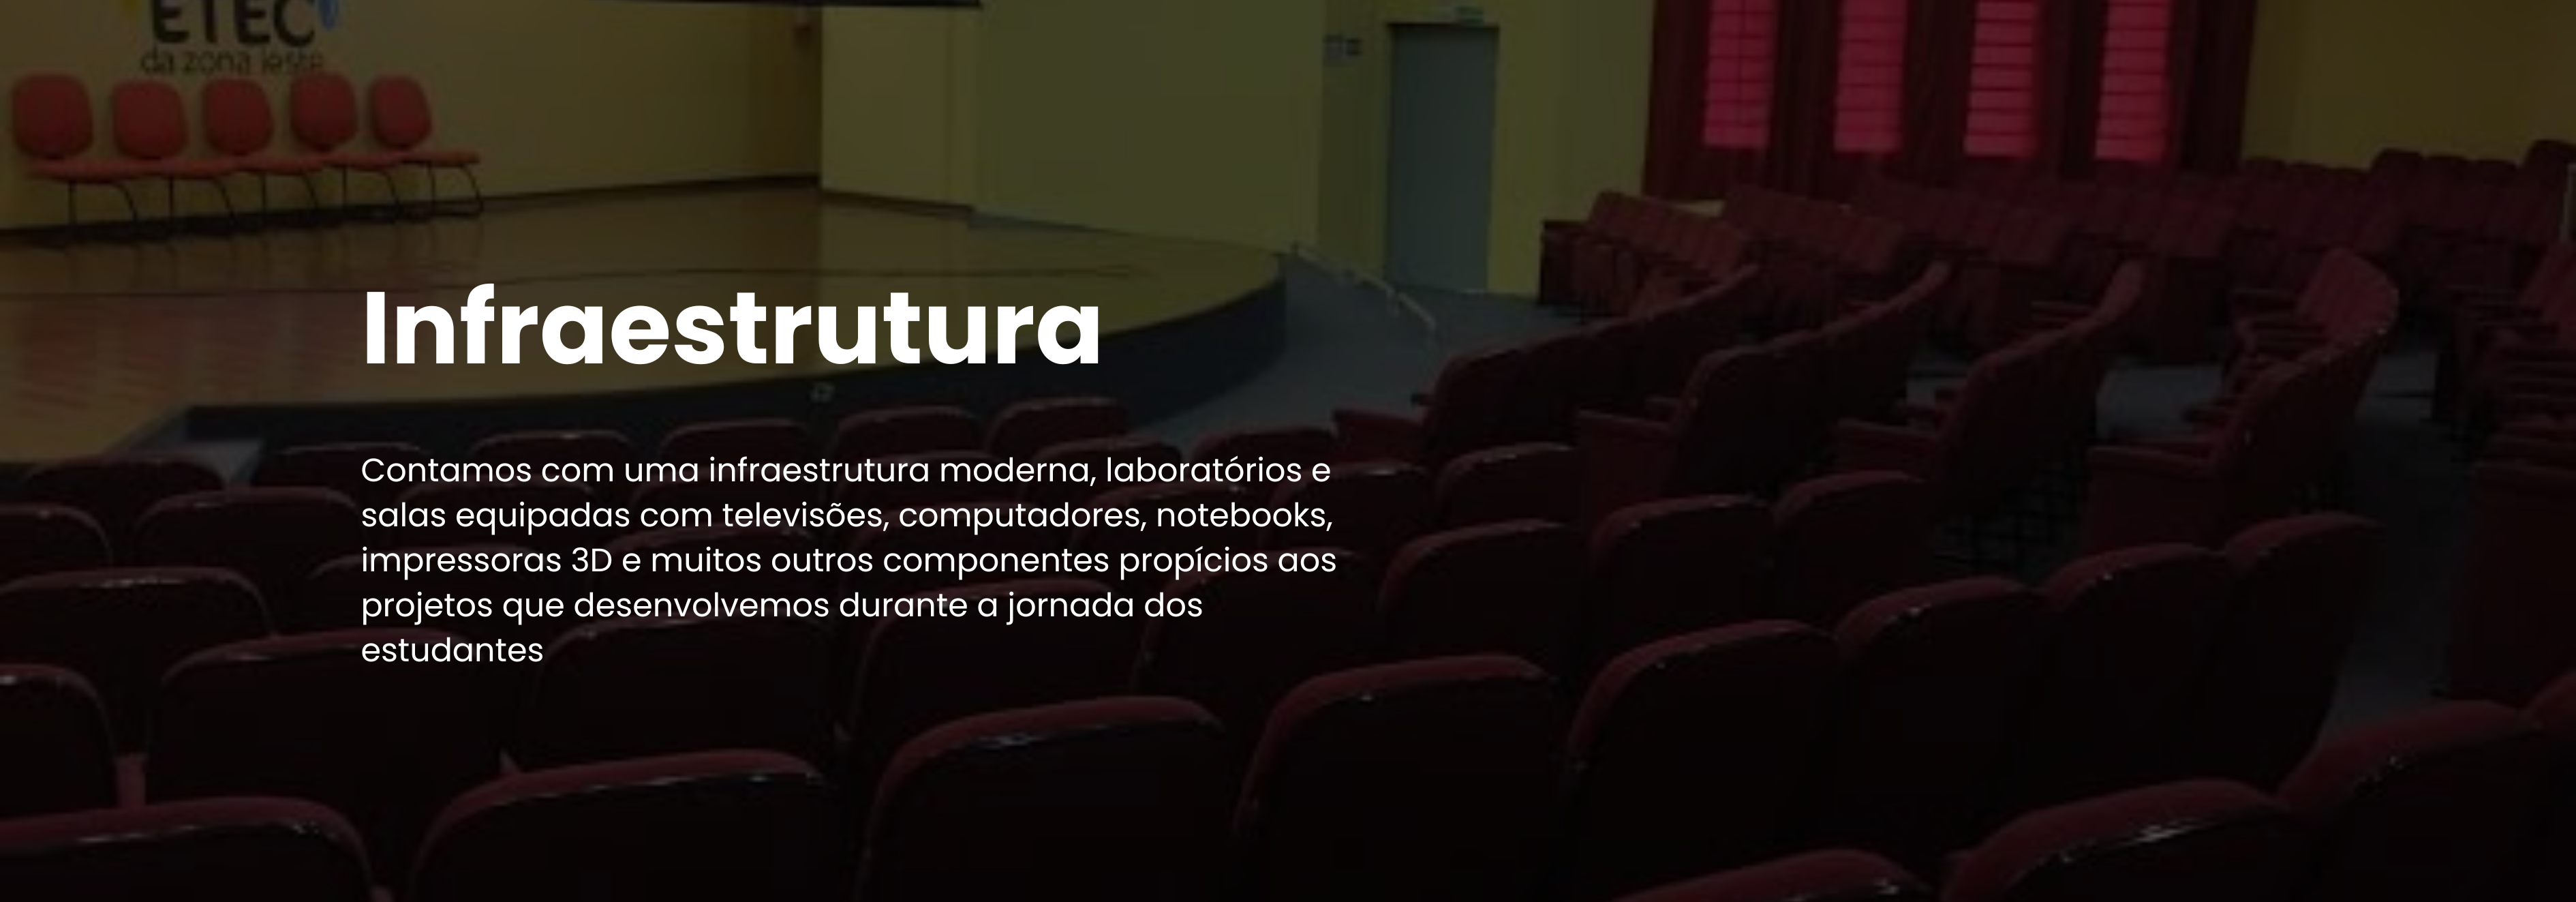 ETEC
da zona leste
Infraestrutura
Contamos com uma infraestrutura moderna, laboratórios e
salas equipadas com televisões, computadores, notebooks,
impressoras 3D e muitos outros componentes propícios aos
projetos que desenvolvemos durante a jornada dos
estudantes